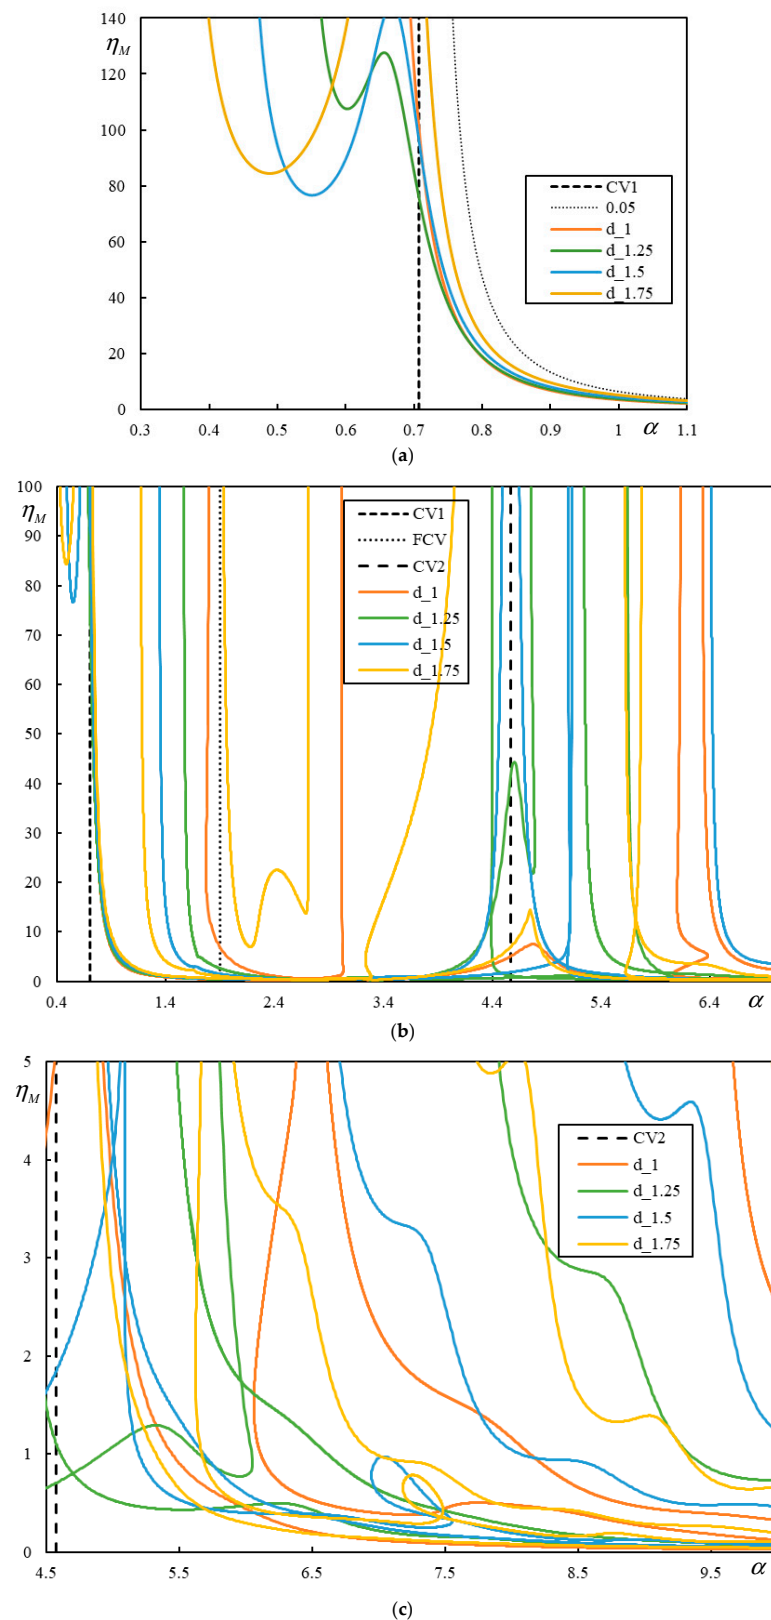 140
η_M
120
100
80
60
40
20
0
CV1
0.05
d_1
d_1.25
d_1.5
d_1.75
0.3 0.4 0.5 0.6 0.7 0.8 0.9 1 α 1.1
(a)
100
η_M
90
80
70
60
50
40
30
20
10
0
CV1
FCV
CV2
d_1
d_1.25
d_1.5
d_1.75
0.4 1.4 2.4 3.4 4.4 5.4 6.4 α
(b)
5
η_M
4
3
2
1
0
CV2
d_1
d_1.25
d_1.5
d_1.75
4.5 5.5 6.5 7.5 8.5 9.5 α
(c)